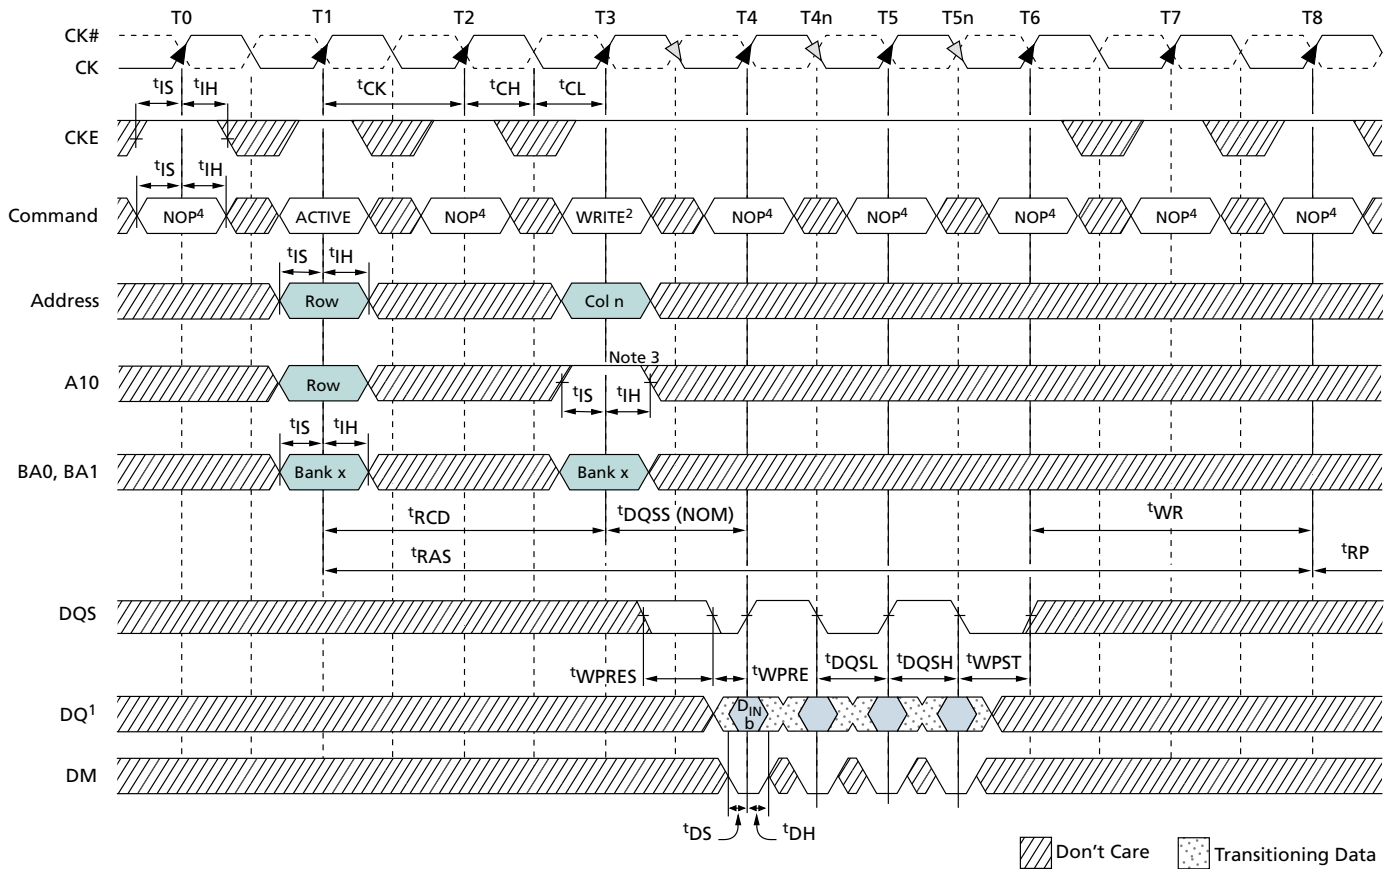 T0 T1 T2 T3 T4 T4n T5 T5n T6 T7 T8
CK#
CK
tIS tIH tCK tCH tCL
CKE
tIS tIH
Command NOP4 ACTIVE NOP4 WRITE2 NOP4 NOP4 NOP4 NOP4 NOP4
tIS tIH
Address Row Col n
Note 3
A10 Row
tIS tIH
tIS tIH
BA0, BA1 Bank x Bank x
tRCD tDQSS (NOM) tWR
tRAS tRP
DQS
tWPRES tWPRE tDQSL tDQSH tWPST
DQ1 DIN
b
DM
tDS tDH
Don't Care Transitioning Data